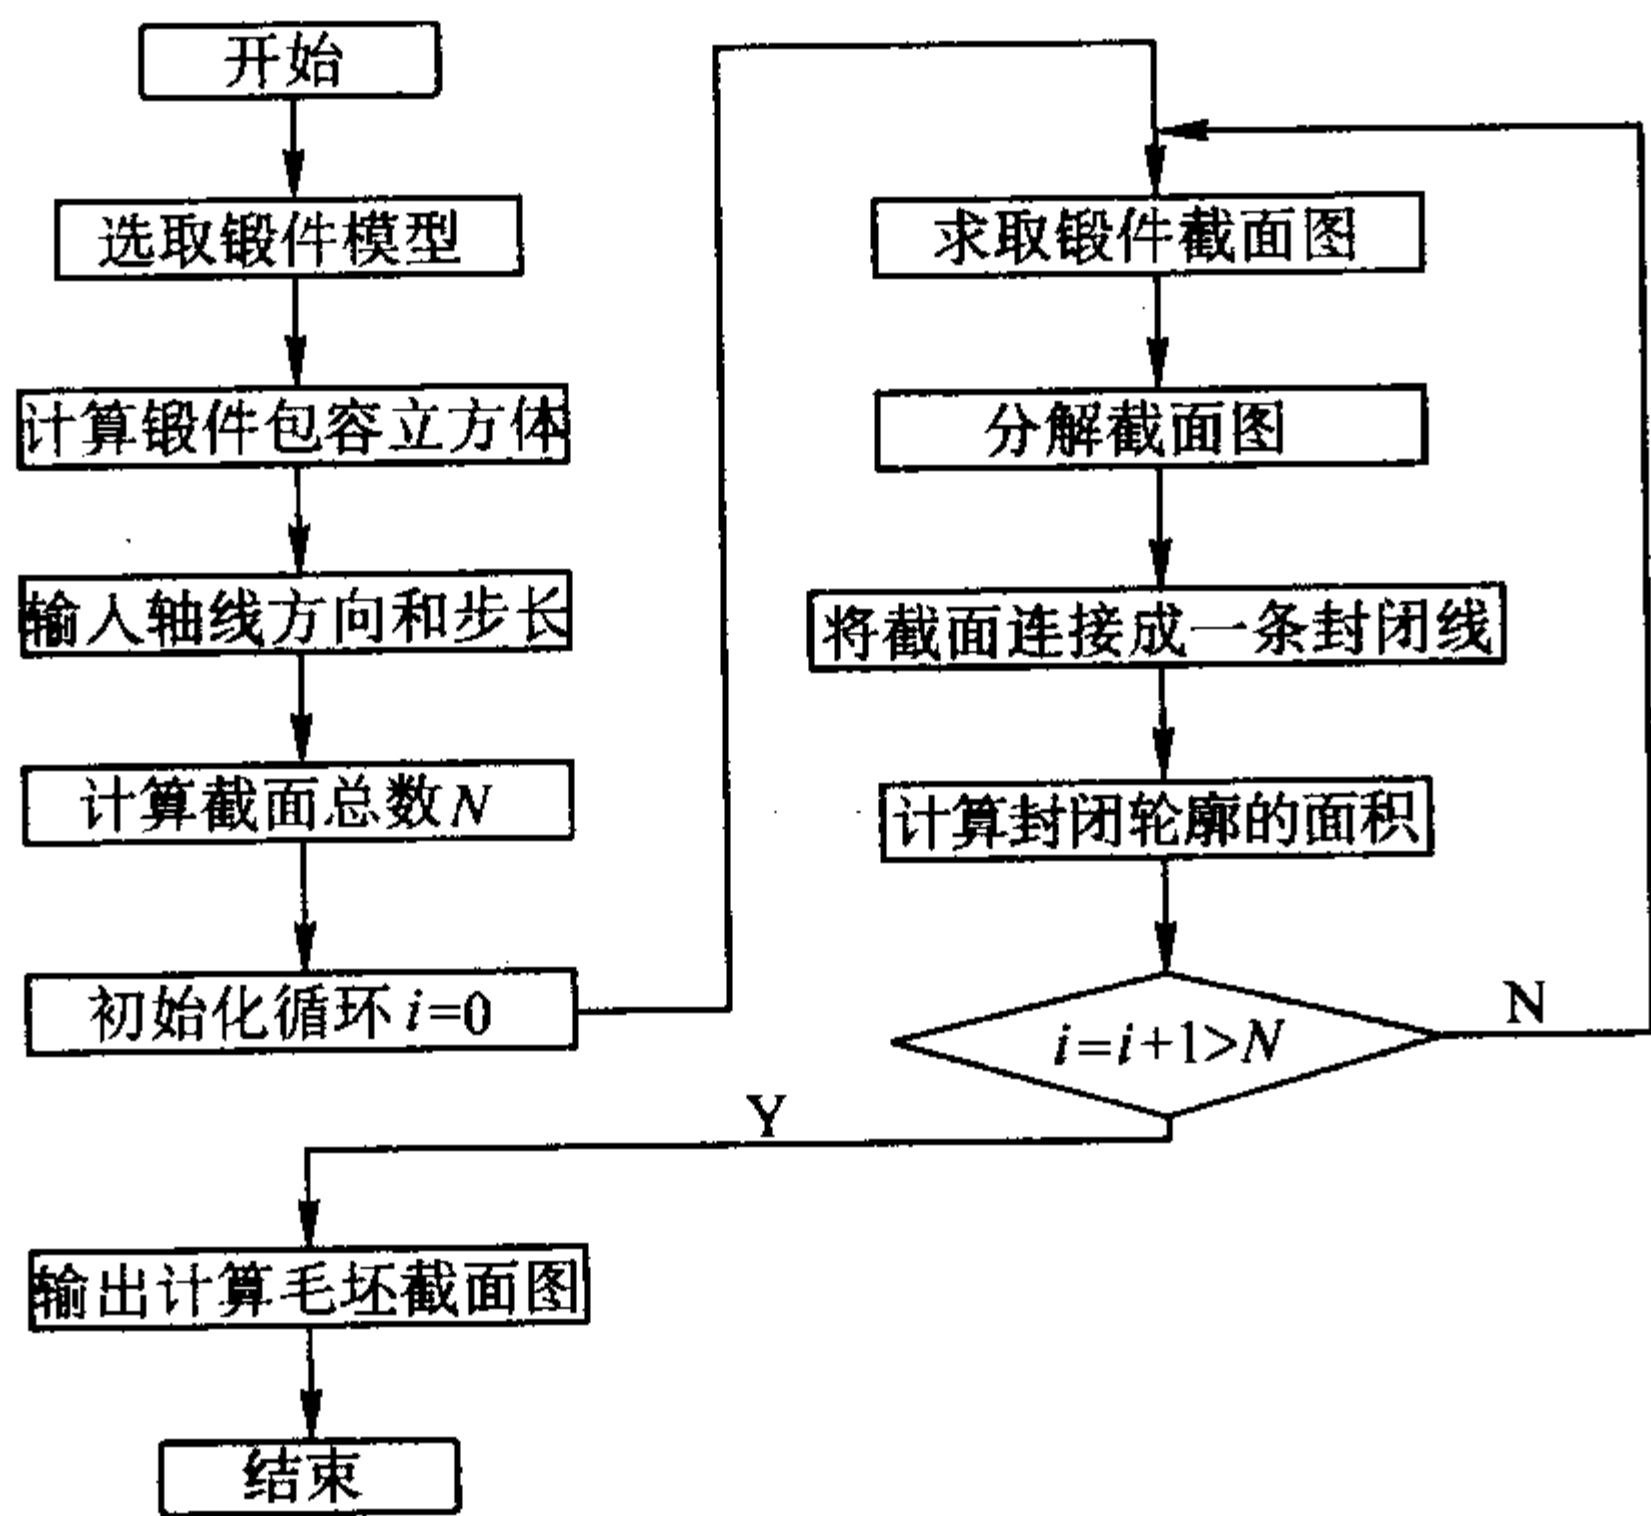 开始
选取锻件模型
计算锻件包容立方体
输入轴线方向和步长
计算截面总数N
初始化循环 i=0
求取锻件截面图
分解截面图
将截面连接成一条封闭线
计算封闭轮廓的面积
i=i+1>N
N
Y
输出计算毛坯截面图
结束